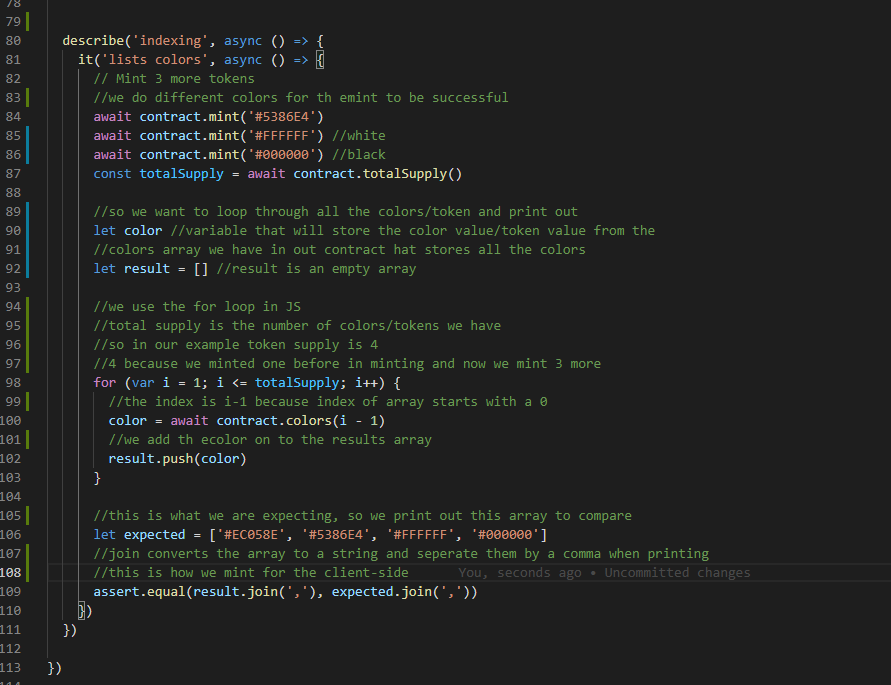 78
79
80 describe('indexing', async () => {
81 it('lists colors', async () => {
82 // Mint 3 more tokens
83 //we do different colors for th emint to be successful
84 await contract.mint('#5386E4')
85 await contract.mint('#FFFFFF') //white
86 await contract.mint('#000000') //black
87 const totalSupply = await contract.totalSupply()
88
89 //so we want to loop through all the colors/token and print out
90 let color //variable that will store the color value/token value from the
91 //colors array we have in out contract hat stores all the colors
92 let result = [] //result is an empty array
93
94 //we use the for loop in JS
95 //total supply is the number of colors/tokens we have
96 //so in our example token supply is 4
97 //4 because we minted one before in minting and now we mint 3 more
98 for (var i = 1; i <= totalSupply; i++) {
99 //the index is i-1 because index of array starts with a 0
100 color = await contract.colors(i - 1)
101 //we add th ecolor on to the results array
102 result.push(color)
103 }
104
105 //this is what we are expecting, so we print out this array to compare
106 let expected = ['#EC058E', '#5386E4', '#FFFFFF', '#000000']
107 //join converts the array to a string and seperate them by a comma when printing
108 //this is how we mint for the client-side You, seconds ago • Uncommitted changes
109 assert.equal(result.join(','), expected.join(','))
110 })
111 })
112
113 })
114